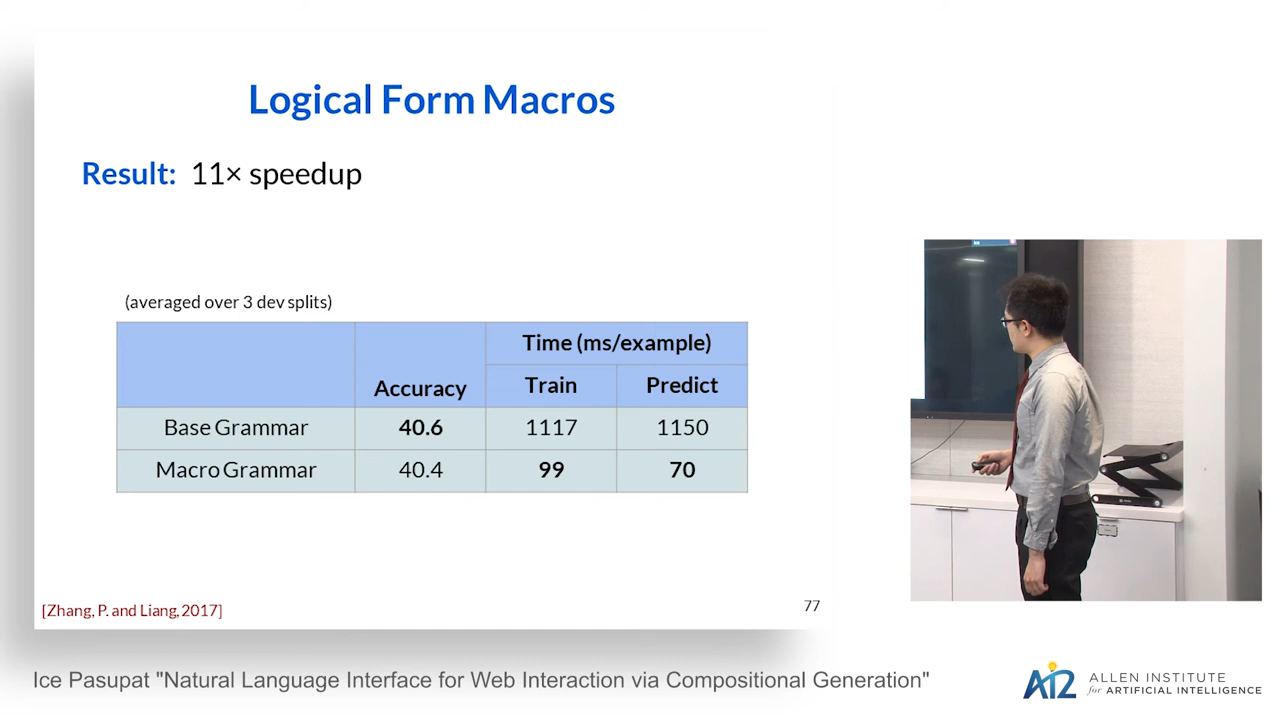 Logical Form Macros
Result: 11× speedup
(averaged over 3 dev splits)
Time (ms/example)
Accuracy Train Predict
Base Grammar 40.6 1117 1150
Macro Grammar 40.4 99 70
[Zhang, P. and Liang, 2017]
77
Ice Pasupat "Natural Language Interface for Web Interaction via Compositional Generation"
AI2 ALLEN INSTITUTE
for ARTIFICIAL INTELLIGENCE